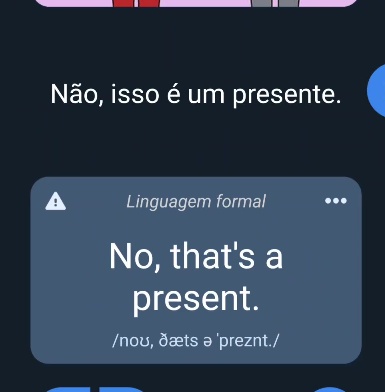 Não, isso é um presente.
Linguagem formal
No, that's a
present.
/noʊ, ðæts ə ˈpreznt./